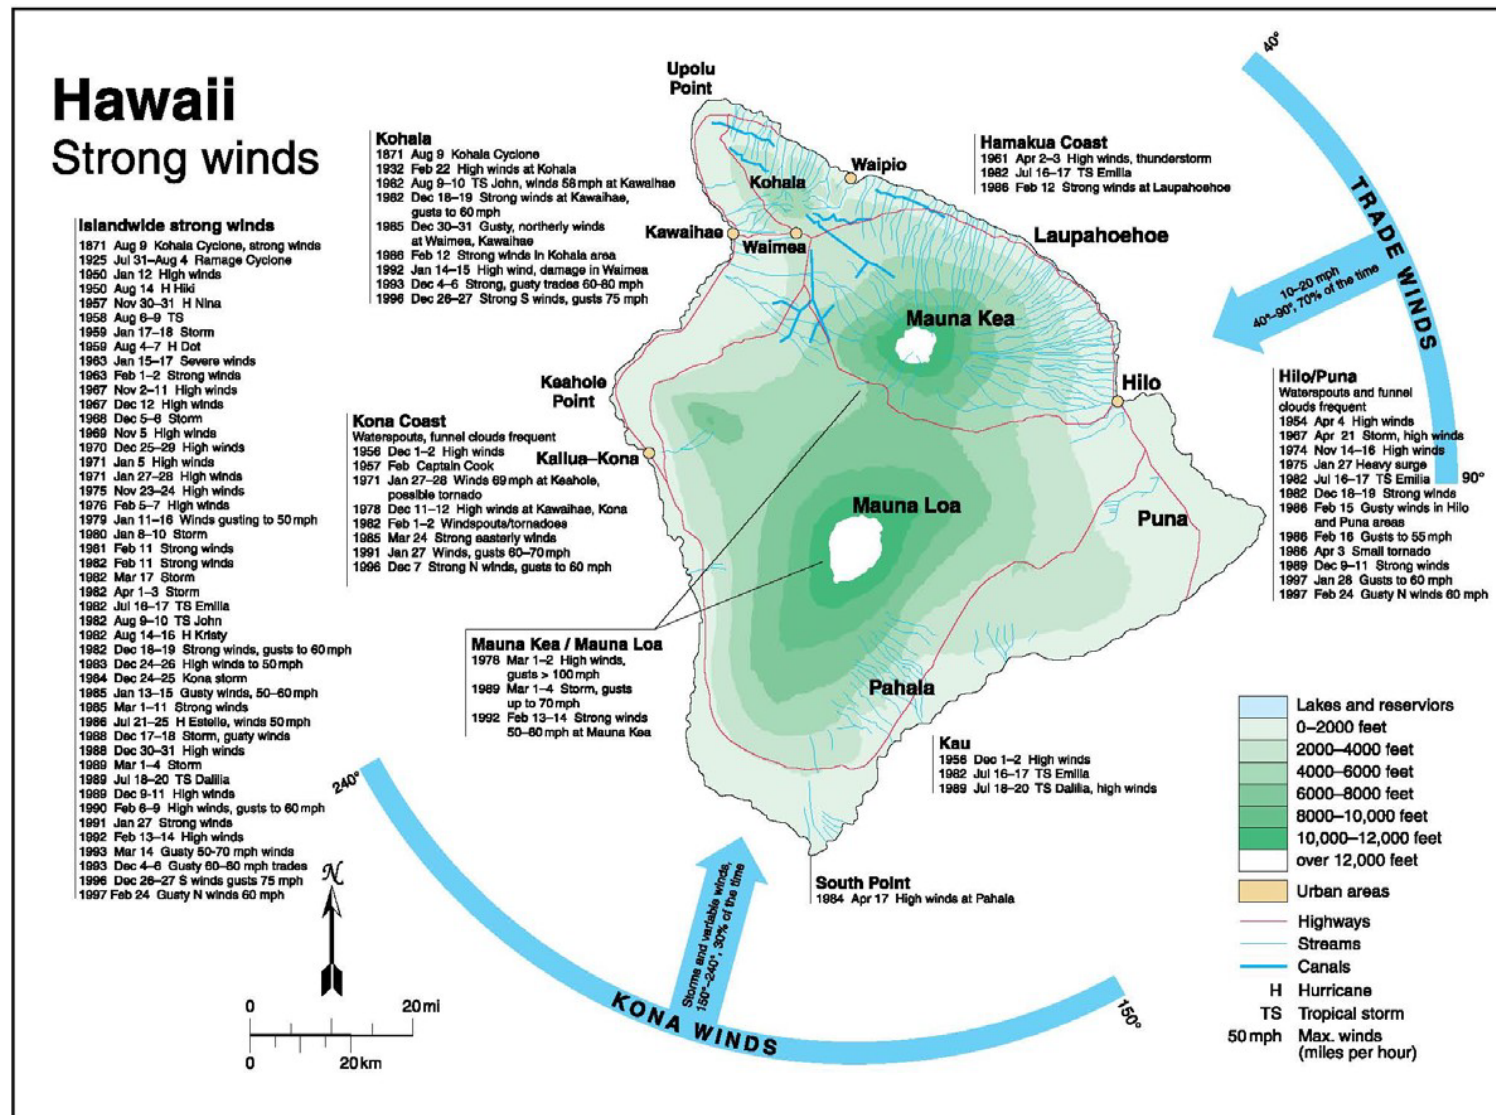 Hawaii
Strong winds
Islandwide strong winds
1871 Aug 9 Kohala Cyclone, strong winds
1925 Jul 31–Aug 4 Ramage Cyclone
1950 Jan 12 High winds
1950 Aug 14 H Hiki
1957 Nov 30–31 H Nina
1958 Aug 6–9 TS
1959 Jan 17–18 Storm
1959 Aug 4–7 H Dot
1963 Jan 15–17 Severe winds
1963 Feb 1–2 Strong winds
1967 Nov 2–11 High winds
1967 Dec 12 High winds
1968 Dec 5–6 Storm
1969 Nov 5 High winds
1970 Dec 25–29 High winds
1971 Jan 5 High winds
1971 Jan 27–28 High winds
1975 Nov 23–24 High winds
1976 Feb 5–7 High winds
1979 Jan 11–16 Winds gusting to 50 mph
1980 Jan 8–10 Storm
1981 Feb 11 Strong winds
1982 Feb 11 Strong winds
1982 Mar 17 Storm
1982 Apr 1–3 Storm
1982 Jul 16–17 TS Emilia
1982 Aug 9–10 TS John
1982 Aug 14–16 H Kristy
1982 Dec 18–19 Strong winds, gusts to 60 mph
1983 Dec 24–26 High winds to 50 mph
1984 Dec 24–25 Kona storm
1985 Jan 13–15 Gusty winds, 50–60 mph
1985 Mar 1–11 Strong winds
1986 Jul 21–25 H Estelle, winds 50 mph
1988 Dec 17–18 Storm, gusty winds
1988 Dec 30–31 High winds
1989 Mar 1–4 Storm
1989 Jul 18–20 TS Dalilia
1989 Dec 9-11 High winds
1990 Feb 6–9 High winds, gusts to 60 mph
1991 Jan 27 Strong winds
1992 Feb 13–14 High winds
1993 Mar 14 Gusty 50-70 mph winds
1993 Dec 4–6 Gusty 60–80 mph trades
1996 Dec 26–27 S winds gusts 75 mph
1997 Feb 24 Gusty N winds 60 mph
Kohala
1871 Aug 9 Kohala Cyclone
1932 Feb 22 High winds at Kohala
1982 Aug 9–10 TS John, winds 58 mph at Kawaihae
1982 Dec 18–19 Strong winds at Kawaihae,
gusts to 60 mph
1985 Dec 30–31 Gusty, northerly winds
at Waimea, Kawaihae
1986 Feb 12 Strong winds in Kohala area
1992 Jan 14–15 High wind, damage in Waimea
1993 Dec 4–6 Strong, gusty trades 60-80 mph
1996 Dec 26–27 Strong S winds, gusts 75 mph
Upolu
Point
Kohala
Waipio
Kawaihae
Waimea
Laupahoehoe
Mauna Kea
Hilo
Keahole
Point
Kailua–Kona
Mauna Loa
Puna
Pahala
Hamakua Coast
1961 Apr 2–3 High winds, thunderstorm
1982 Jul 16–17 TS Emilia
1986 Feb 12 Strong winds at Laupahoehoe
40°
TRADE WINDS
10–20 mph
40°–90°, 70% of the time
90°
Hilo/Puna
Waterspouts and funnel
clouds frequent
1954 Apr 4 High winds
1967 Apr 21 Storm, high winds
1974 Nov 14–16 High winds
1975 Jan 27 Heavy surge
1982 Jul 16–17 TS Emilia
1982 Dec 18–19 Strong winds
1986 Feb 15 Gusty winds in Hilo
and Puna areas
1986 Feb 16 Gusts to 55 mph
1986 Apr 3 Small tornado
1989 Dec 9–11 Strong winds
1997 Jan 28 Gusts to 60 mph
1997 Feb 24 Gusty N winds 60 mph
Kona Coast
Waterspouts, funnel clouds frequent
1956 Dec 1–2 High winds
1957 Feb Captain Cook
1971 Jan 27–28 Winds 69 mph at Keahole,
possible tornado
1978 Dec 11–12 High winds at Kawaihae, Kona
1982 Feb 1–2 Windspouts/tornadoes
1985 Mar 24 Strong easterly winds
1991 Jan 27 Winds, gusts 60–70 mph
1996 Dec 7 Strong N winds, gusts to 60 mph
Mauna Kea / Mauna Loa
1978 Mar 1–2 High winds,
gusts > 100 mph
1989 Mar 1–4 Storm, gusts
up to 70 mph
1992 Feb 13–14 Strong winds
50–60 mph at Mauna Kea
Kau
1956 Dec 1–2 High winds
1982 Jul 16–17 TS Emilia
1989 Jul 18–20 TS Dalilia, high winds
South Point
1984 Apr 17 High winds at Pahala
240°
KONA WINDS
Storms and variable winds,
150°–240°, 30% of the time
150°
N
0 20 mi
0 20 km
Lakes and reserviors
0–2000 feet
2000–4000 feet
4000–6000 feet
6000–8000 feet
8000–10,000 feet
10,000–12,000 feet
over 12,000 feet
Urban areas
Highways
Streams
Canals
H Hurricane
TS Tropical storm
50 mph Max. winds
(miles per hour)